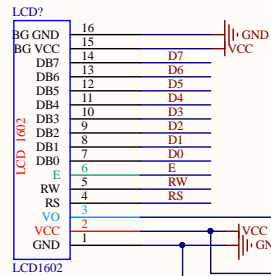 LCD?
BG GND 16 GND
BG VCC 15 VCC
DB7 14 D7
DB6 13 D6
DB5 12 D5
DB4 11 D4
DB3 10 D3
DB2 9 D2
DB1 8 D1
DB0 7 D0
E 6 E
RW 5 RW
RS 4 RS
VO 3
VCC 2 VCC
GND 1 GN
LCD 1602
LCD1602